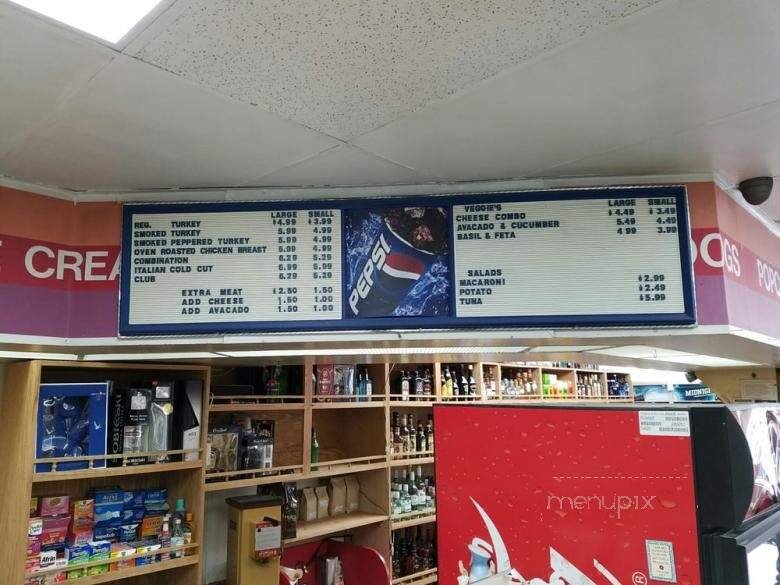 CREA
LARGE SMALL
REG. TURKEY $4.99 $3.99
SMOKED TURKEY 5.99 4.99
SMOKED PEPPERED TURKEY 5.99 4.99
OVEN ROASTED CHICKEN BREAST 5.99 4.99
COMBINATION 6.29 5.29
ITALIAN COLD CUT 6.99 5.99
CLUB 6.29 5.29
EXTRA MEAT $2.50 1.50
ADD CHEESE 1.50 1.00
ADD AVACADO 1.50 1.00
PEPSI
VEGGIE'S LARGE SMALL
CHEESE COMBO $4.49 $3.49
AVACADO & CUCUMBER 5.49 4.49
BASIL & FETA 4.99 3.99
SALADS
MACARONI $2.99
POTATO $2.49
TUNA $5.99
OGS
POPC
MIDNIGHT
Afrin
menupix